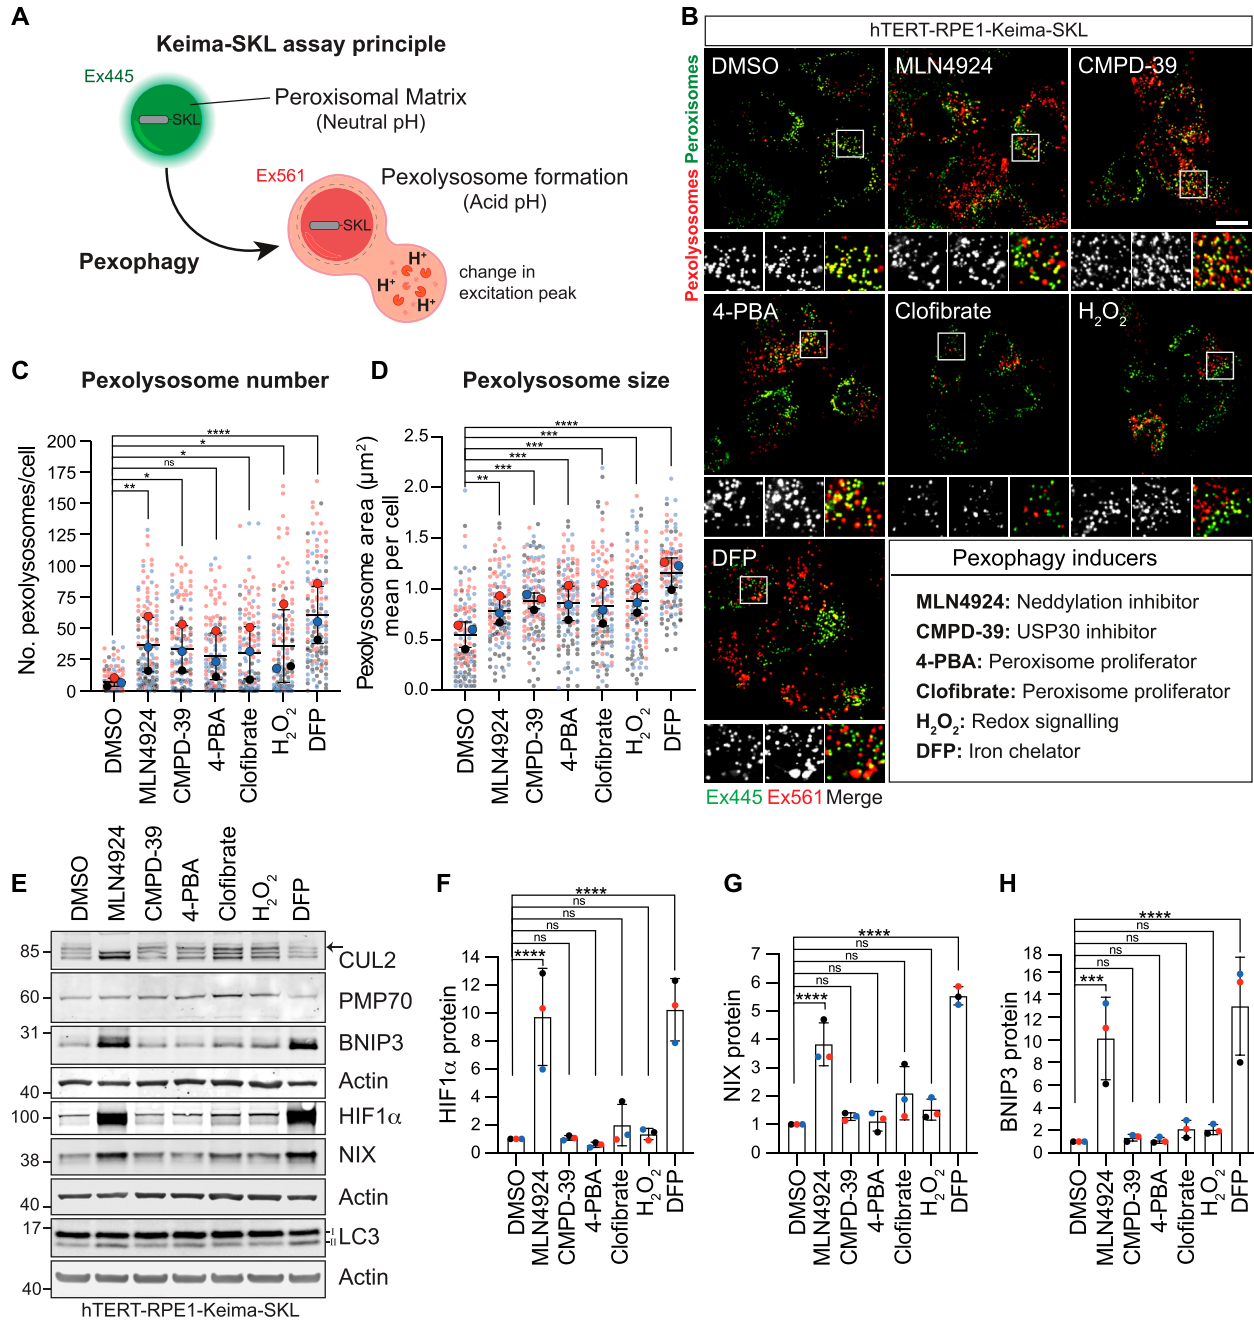 A
Keima-SKL assay principle
Ex445
SKL
Peroxisomal Matrix
(Neutral pH)
Ex561
SKL
Pexolysosome formation
(Acid pH)
Pexophagy
H+
H+
H+
change in
excitation peak
B
hTERT-RPE1-Keima-SKL
Pexolysosomes Peroxisomes
DMSO
MLN4924
CMPD-39
4-PBA
Clofibrate
H2O2
DFP
Ex445 Ex561 Merge
Pexophagy inducers
MLN4924: Neddylation inhibitor
CMPD-39: USP30 inhibitor
4-PBA: Peroxisome proliferator
Clofibrate: Peroxisome proliferator
H2O2: Redox signalling
DFP: Iron chelator
C
Pexolysosome number
No. pexolysosomes/cell
200
175
150
125
100
75
50
25
0
****
*
*
ns
*
**
DMSO
MLN4924
CMPD-39
4-PBA
Clofibrate
H2O2
DFP
D
Pexolysosome size
Pexolysosome area (µm2)
mean per cell
2.5
2.0
1.5
1.0
0.5
0.0
****
***
***
***
***
**
DMSO
MLN4924
CMPD-39
4-PBA
Clofibrate
H2O2
DFP
E
DMSO
MLN4924
CMPD-39
4-PBA
Clofibrate
H2O2
DFP
85
CUL2
60
PMP70
31
BNIP3
40
Actin
100
HIF1α
38
NIX
40
Actin
17
I
II
LC3
40
Actin
hTERT-RPE1-Keima-SKL
F
HIF1α protein
14
12
10
8
6
4
2
0
****
ns
ns
ns
ns
****
DMSO
MLN4924
CMPD-39
4-PBA
Clofibrate
H2O2
DFP
G
NIX protein
7
6
5
4
3
2
1
0
****
ns
ns
ns
ns
****
DMSO
MLN4924
CMPD-39
4-PBA
Clofibrate
H2O2
DFP
H
BNIP3 protein
18
16
14
12
10
8
6
4
2
0
****
ns
ns
ns
ns
***
DMSO
MLN4924
CMPD-39
4-PBA
Clofibrate
H2O2
DFP